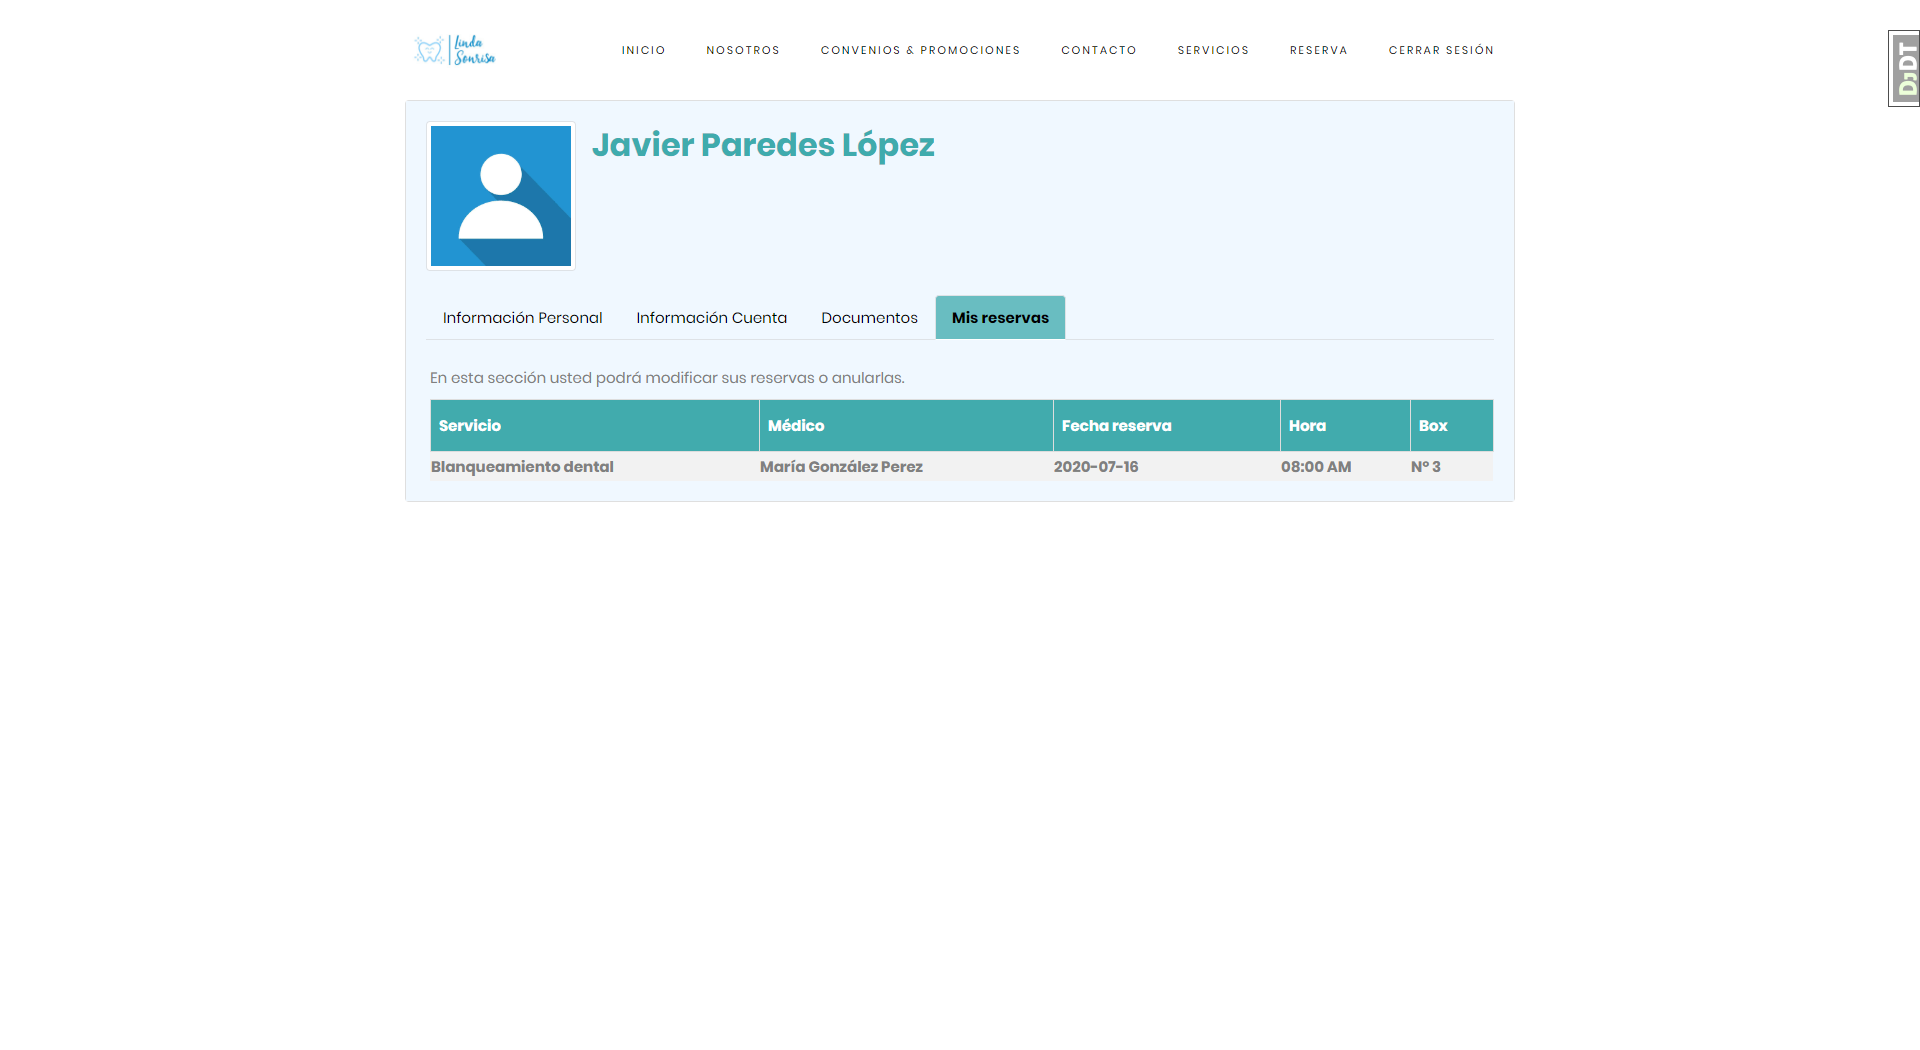 Linda
Sonrisa
INICIO NOSOTROS CONVENIOS & PROMOCIONES CONTACTO SERVICIOS RESERVA CERRAR SESIÓN
DJDT
Javier Paredes López
Información Personal Información Cuenta Documentos Mis reservas
En esta sección usted podrá modificar sus reservas o anularlas.
Servicio Médico Fecha reserva Hora Box
Blanqueamiento dental María González Perez 2020-07-16 08:00 AM N° 3